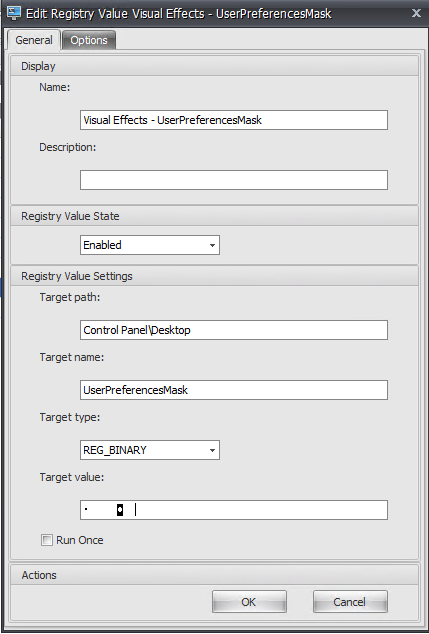 Edit Registry Value Visual Effects - UserPreferencesMask
General Options
Display
Name:
Visual Effects - UserPreferencesMask
Description:
Registry Value State
Enabled
Registry Value Settings
Target path:
Control Panel\Desktop
Target name:
UserPreferencesMask
Target type:
REG_BINARY
Target value:
Run Once
Actions
OK Cancel